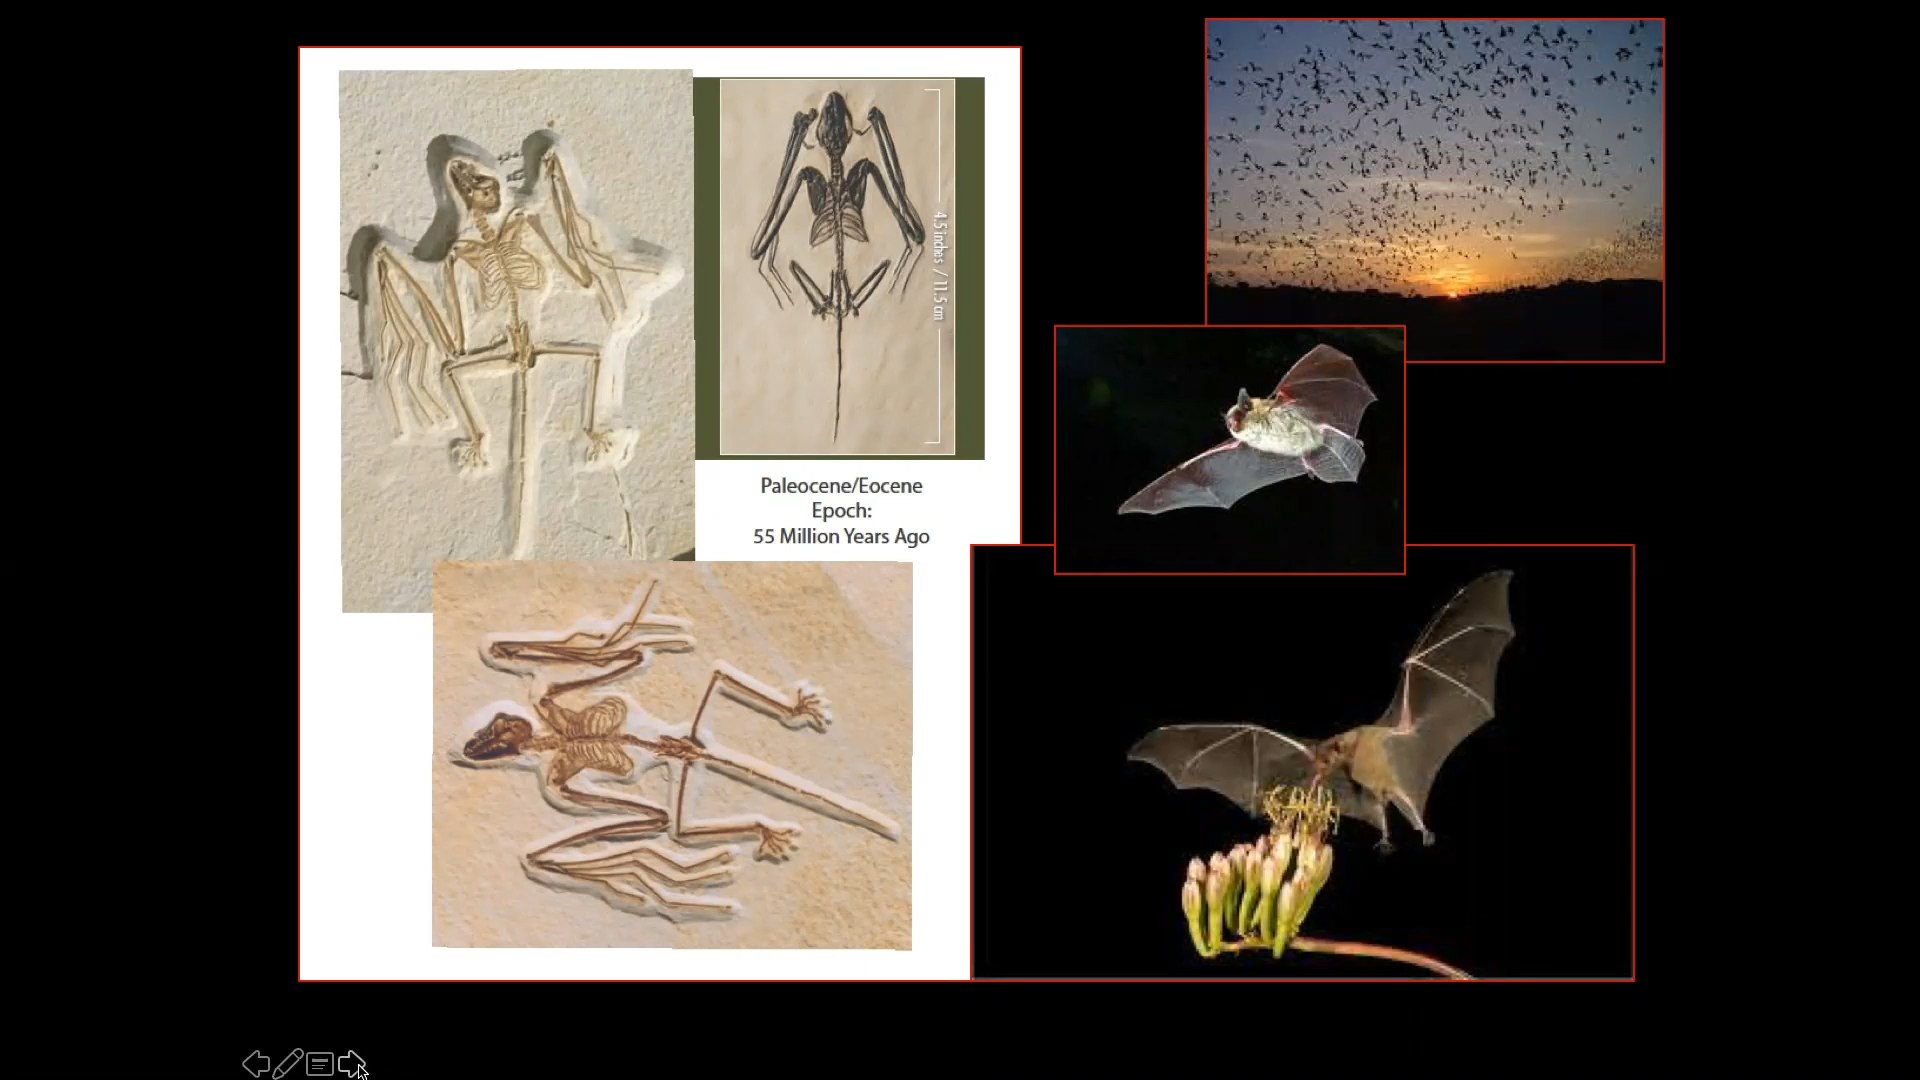 4.5 inches / 11.5 cm
Paleocene/Eocene
Epoch:
55 Million Years Ago